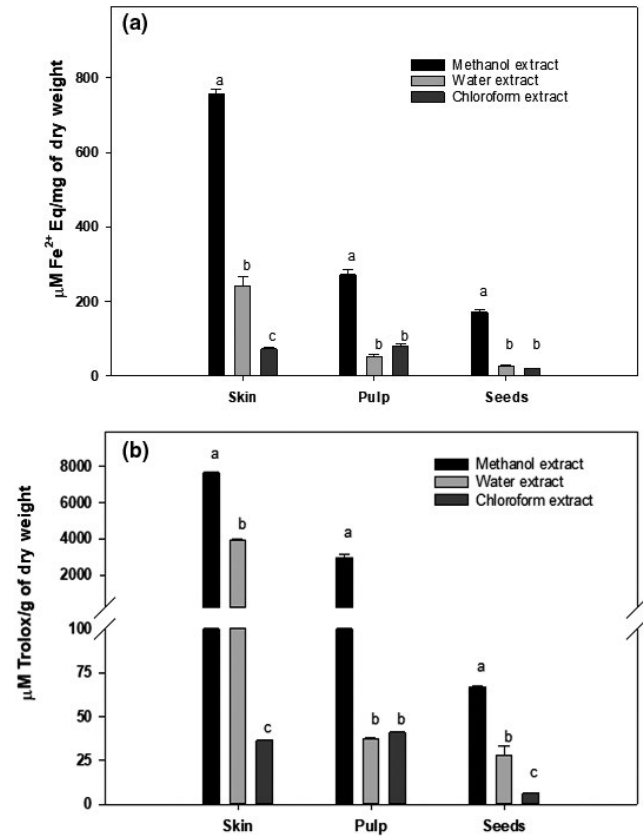 (a)
Methanol extract
Water extract
Chloroform extract
μM Fe²⁺ Eq/mg of dry weight
800
600
400
200
0
a
b
c
a
b
b
a
b
b
Skin
Pulp
Seeds
(b)
Methanol extract
Water extract
Chloroform extract
μM Trolox/g of dry weight
8000
6000
4000
2000
100
75
50
25
0
a
b
c
a
b
b
a
b
c
Skin
Pulp
Seeds